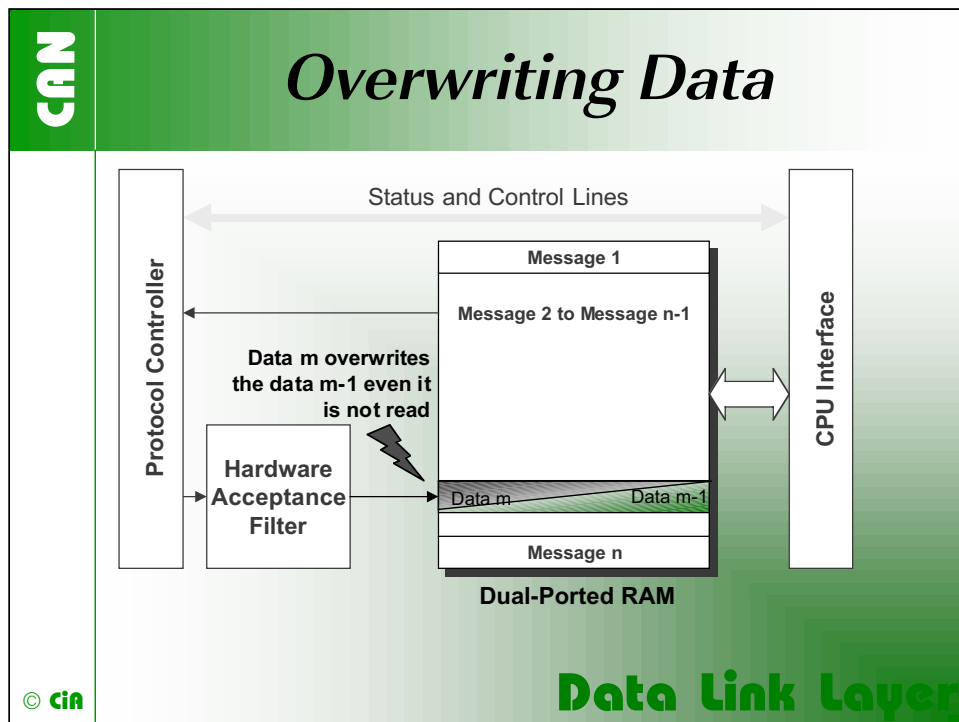 CAN
Overwriting Data
Status and Control Lines
Protocol Controller
Message 1
Message 2 to Message n-1
Data m overwrites
the data m-1 even it
is not read
Hardware
Acceptance
Filter
Data m
Data m-1
Message n
Dual-Ported RAM
CPU Interface
© CiA
Data Link Layer